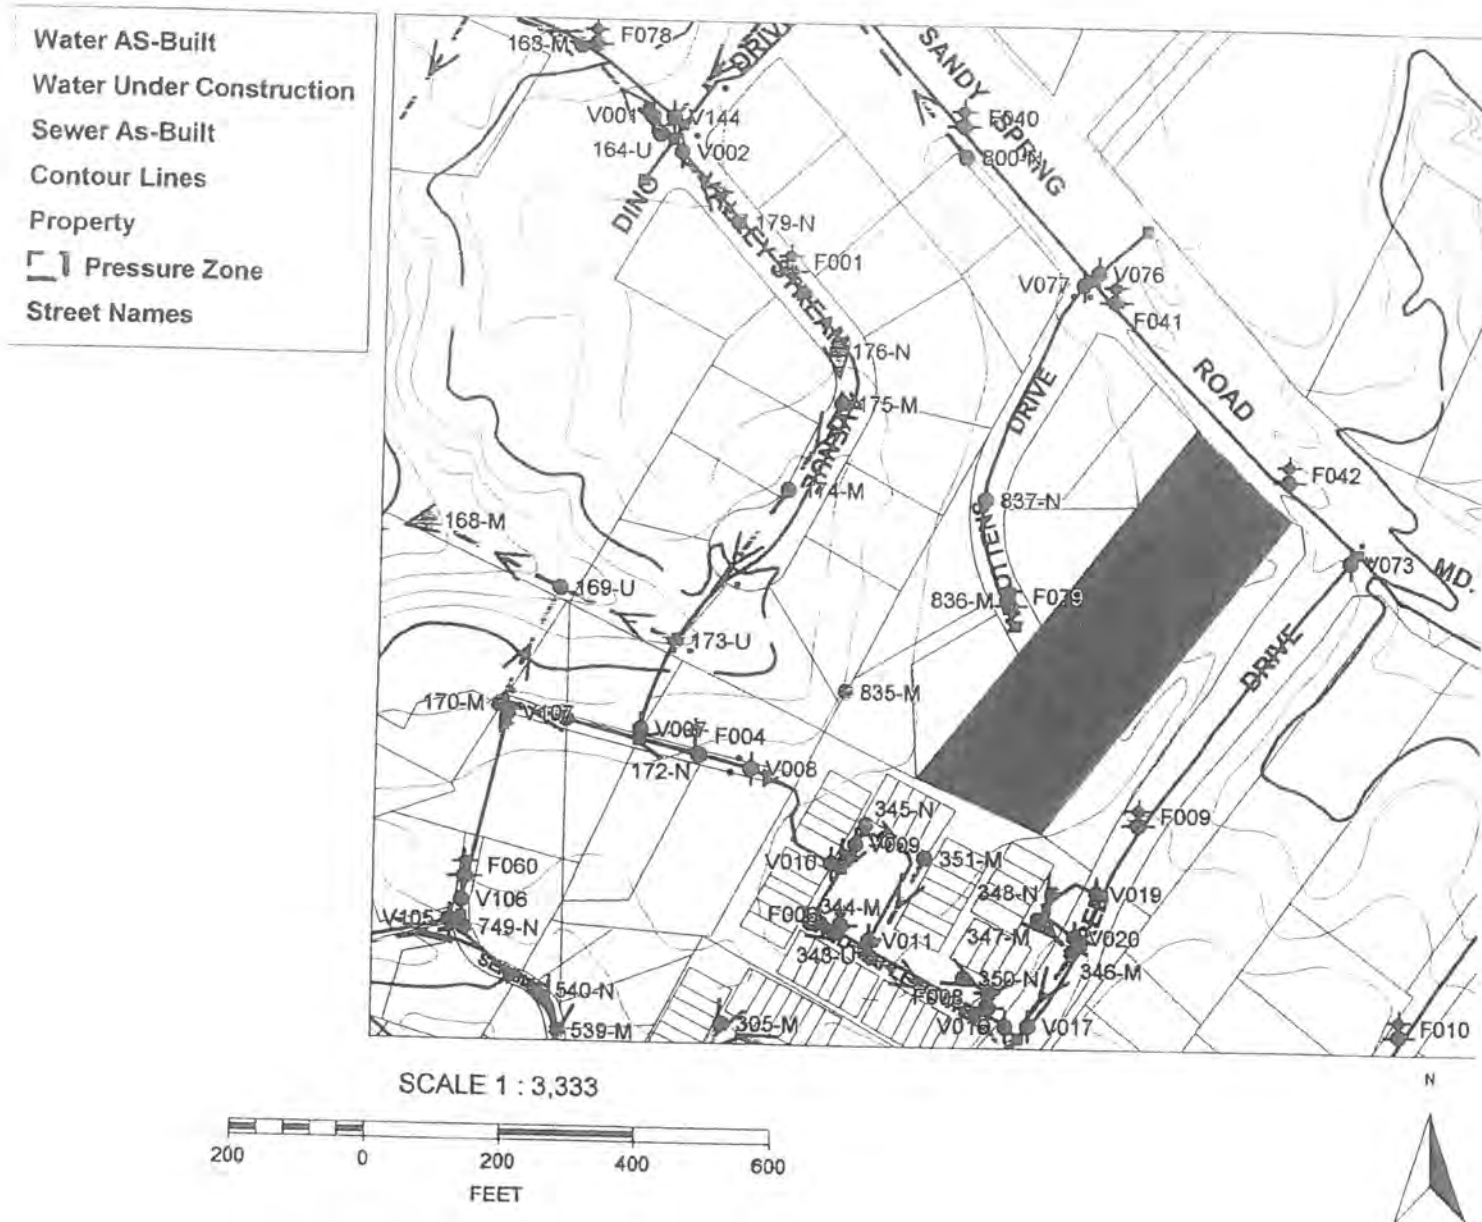 Water AS-Built
Water Under Construction
Sewer As-Built
Contour Lines
Property
Pressure Zone
Street Names
163-M
F078
DRIV
SANDY SPRING
V001
V144
F040
164-U
V002
800-N
DINO
VALLEY STREAM
179-N
F001
V077
V076
F041
176-N
DRIVE
ROAD
175-M
174-M
837-N
F042
168-M
OTTEN
V073
MD.
169-U
836-M
F079
173-U
DRIVE
835-M
170-M
V107
V007
F004
172-N
V008
345-N
F009
V009
V010
351-M
F060
348-N
V019
V106
344-M
V105
F005
749-N
V011
347-M
V020
343-U
346-M
350-N
540-N
F008
305-M
V016
V017
539-M
F010
SCALE 1 : 3,333
N
200 0 200 400 600
FEET